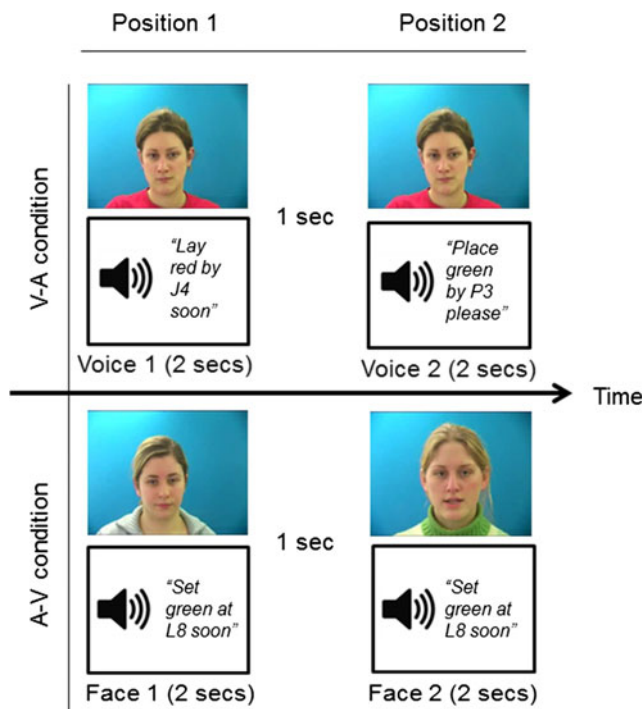 Position 1
Position 2
V-A condition
“Lay
red by
J4
soon”
1 sec
“Place
green
by P3
please”
Voice 1 (2 secs)
Voice 2 (2 secs)
Time
A-V condition
“Set
green at
L8 soon”
1 sec
“Set
green at
L8 soon”
Face 1 (2 secs)
Face 2 (2 secs)